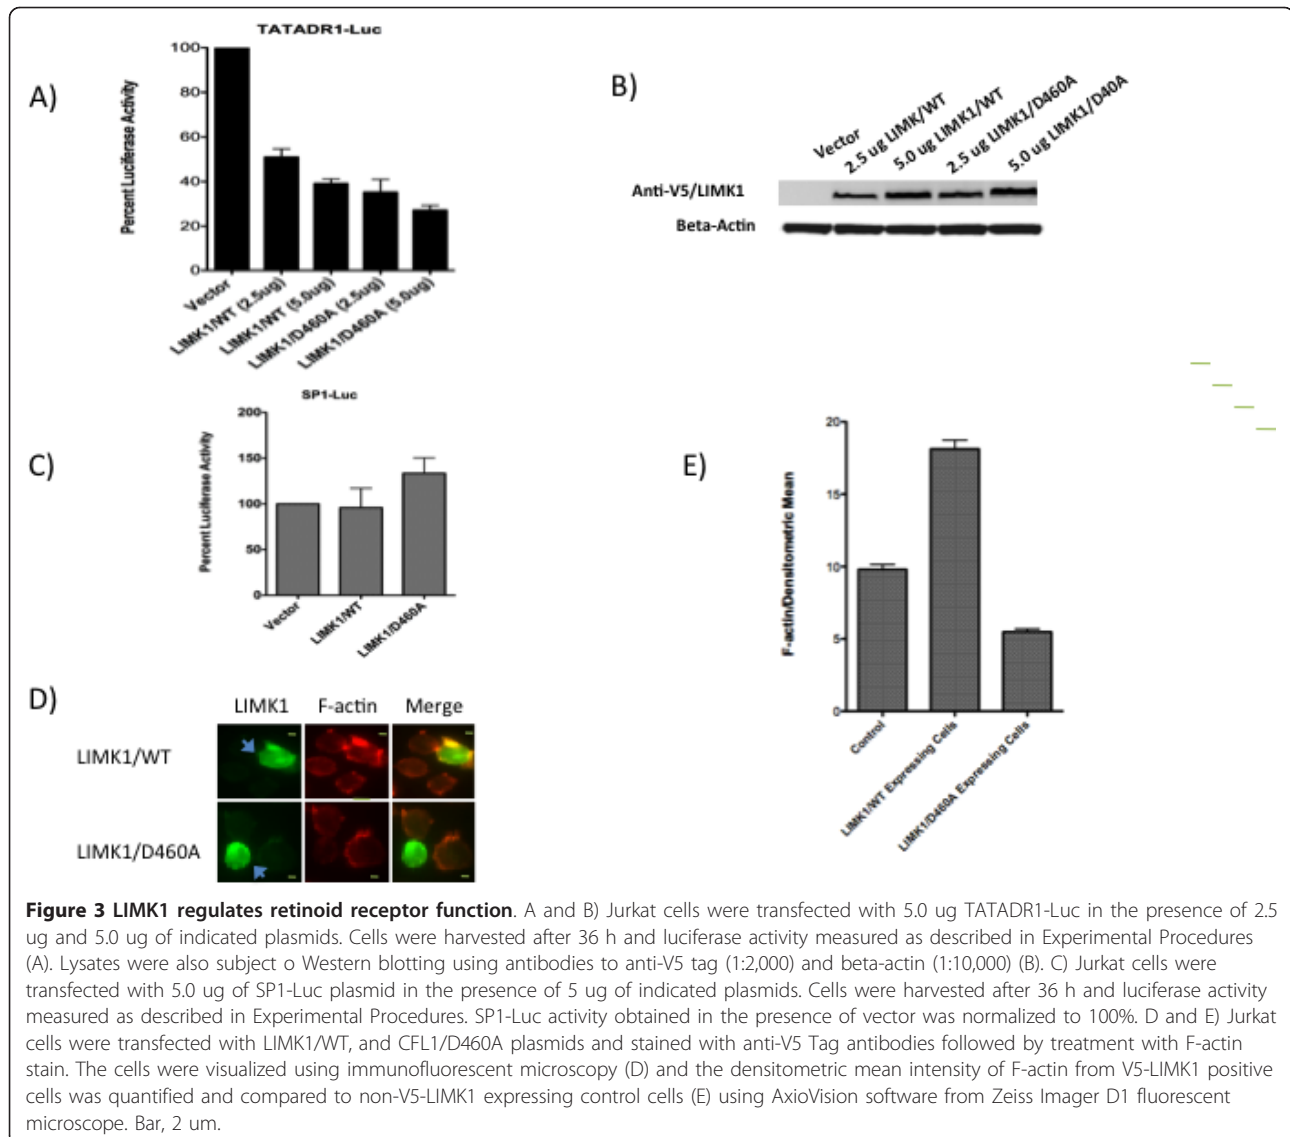 TATADR1-Luc
A)
Percent Luciferase Activity
100
80
60
40
20
0
Vector
LIMK1/WT (2.5ug)
LIMK1/WT (5.0ug)
LIMK1/D460A (2.5ug)
LIMK1/D460A (5.0ug)
B)
Vector
2.5 ug LIMK/WT
5.0 ug LIMK1/WT
2.5 ug LIMK1/D460A
5.0 ug LIMK1/D40A
Anti-V5/LIMK1
Beta-Actin
SP1-Luc
C)
Percent Luciferase Activity
200
150
100
50
0
Vector
LIMK1/WT
LIMK1/D460A
D)
LIMK1 F-actin Merge
LIMK1/WT
LIMK1/D460A
E)
F-actin/Densitometric Mean
20
15
10
5
0
Control
LIMK1/WT Expressing Cells
LIMK1/D460A Expressing Cells
Figure 3 LIMK1 regulates retinoid receptor function. A and B) Jurkat cells were transfected with 5.0 ug TATADR1-Luc in the presence of 2.5
ug and 5.0 ug of indicated plasmids. Cells were harvested after 36 h and luciferase activity measured as described in Experimental Procedures
(A). Lysates were also subject o Western blotting using antibodies to anti-V5 tag (1:2,000) and beta-actin (1:10,000) (B). C) Jurkat cells were
transfected with 5.0 ug of SP1-Luc plasmid in the presence of 5 ug of indicated plasmids. Cells were harvested after 36 h and luciferase activity
measured as described in Experimental Procedures. SP1-Luc activity obtained in the presence of vector was normalized to 100%. D and E) Jurkat
cells were transfected with LIMK1/WT, and CFL1/D460A plasmids and stained with anti-V5 Tag antibodies followed by treatment with F-actin
stain. The cells were visualized using immunofluorescent microscopy (D) and the densitometric mean intensity of F-actin from V5-LIMK1 positive
cells was quantified and compared to non-V5-LIMK1 expressing control cells (E) using AxioVision software from Zeiss Imager D1 fluorescent
microscope. Bar, 2 um.